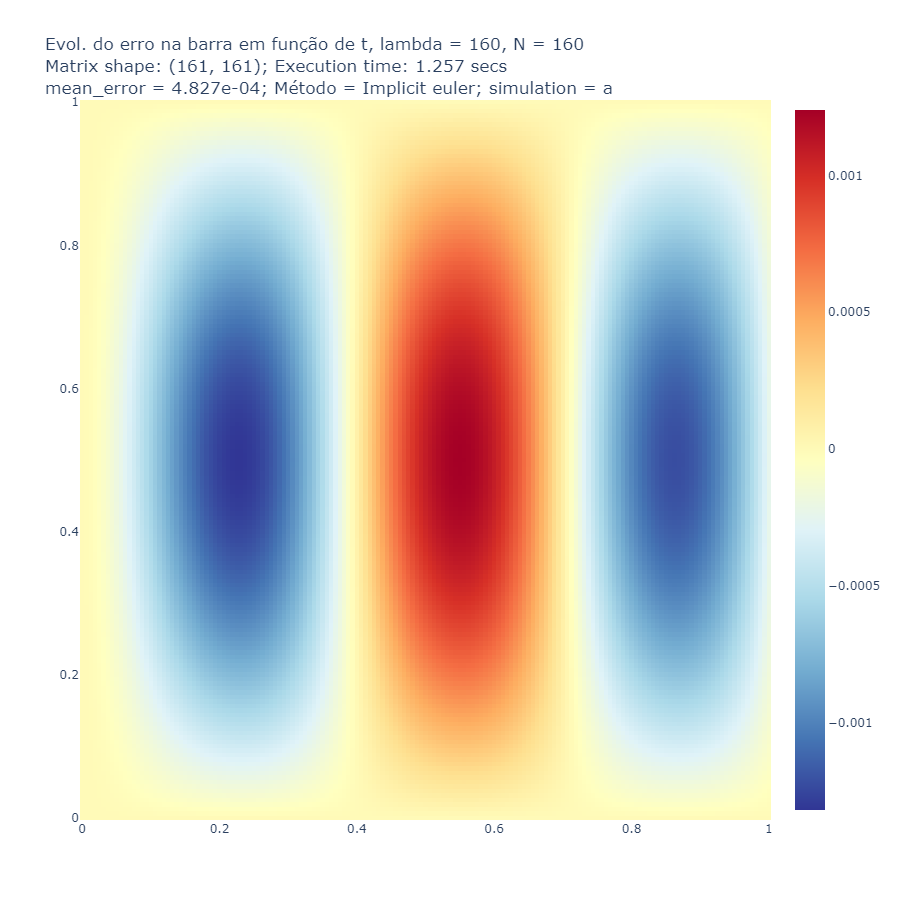 Evol. do erro na barra em função de t, lambda = 160, N = 160
Matrix shape: (161, 161); Execution time: 1.257 secs
mean_error = 4.827e-04; Método = Implicit euler; simulation = a
1
0.8
0.6
0.4
0.2
0
0 0.2 0.4 0.6 0.8 1
0.001
0.0005
0
−0.0005
−0.001